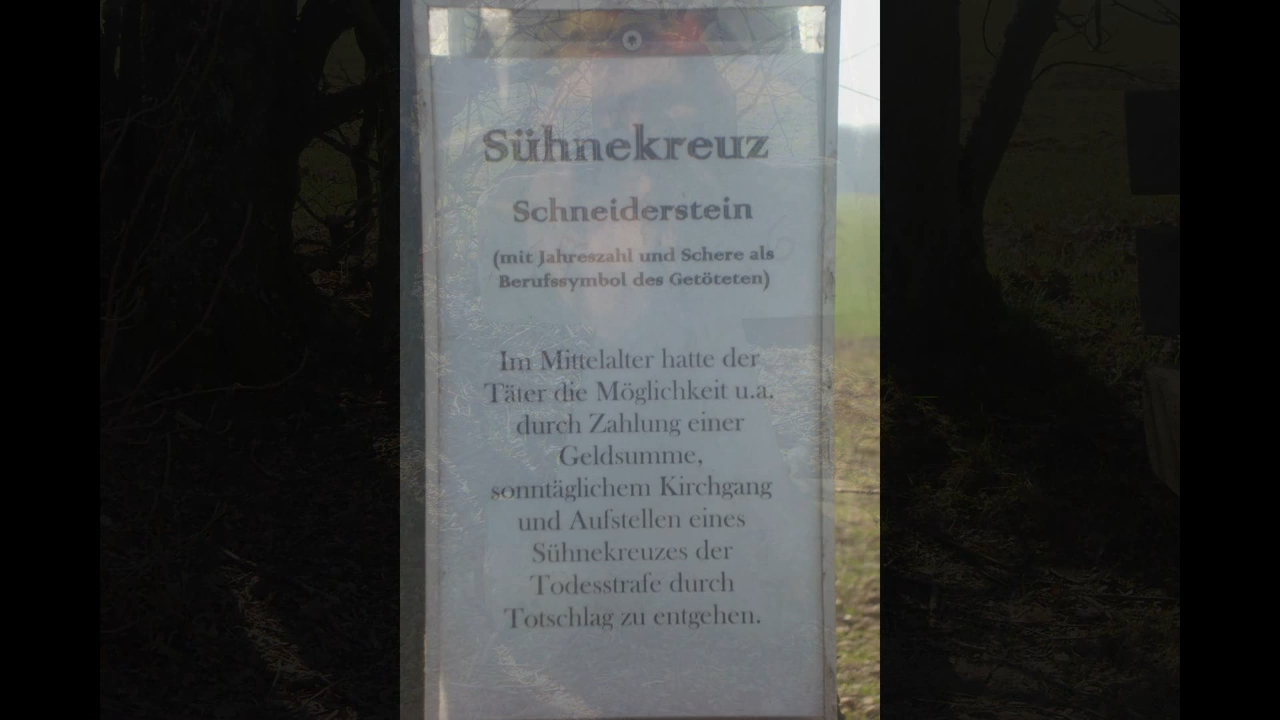 Sühnekreuz
Schneiderstein
(mit Jahreszahl und Schere als
Berufssymbol des Getöteten)
Im Mittelalter hatte der
Täter die Möglichkeit u.a.
durch Zahlung einer
Geldsumme,
sonntäglichem Kirchgang
und Aufstellen eines
Sühnekreuzes der
Todesstrafe durch
Totschlag zu entgehen.